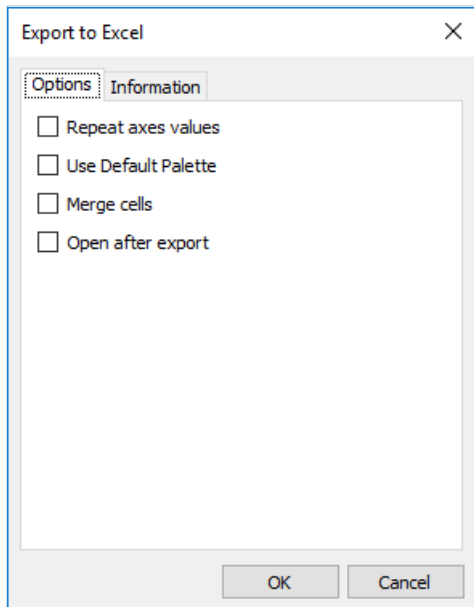 Export to Excel
Options Information
Repeat axes values
Use Default Palette
Merge cells
Open after export
OK Cancel